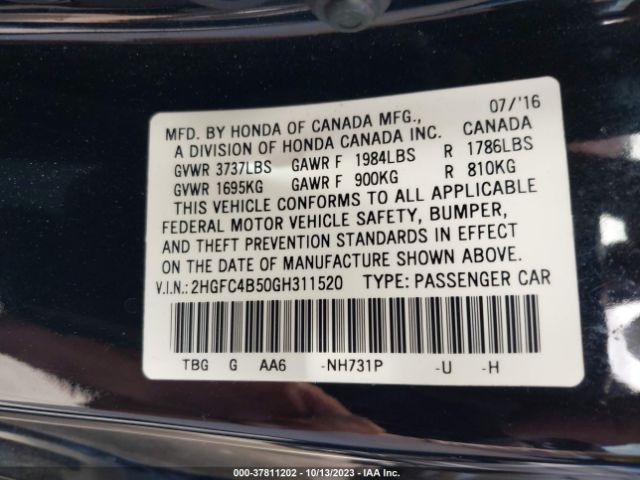 07/'16
MFD. BY HONDA OF CANADA MFG.,
A DIVISION OF HONDA CANADA INC. CANADA
GVWR 3737LBS GAWR F 1984LBS R 1786LBS
GVWR 1695KG GAWR F 900KG R 810KG
THIS VEHICLE CONFORMS TO ALL APPLICABLE
FEDERAL MOTOR VEHICLE SAFETY, BUMPER,
AND THEFT PREVENTION STANDARDS IN EFFECT
ON THE DATE OF MANUFACTURE SHOWN ABOVE.
V.I.N.: 2HGFC4B50GH311520 TYPE: PASSENGER CAR
TBG G AA6 -NH731P -U -H
000-37811202 - 10/13/2023 - IAA Inc.